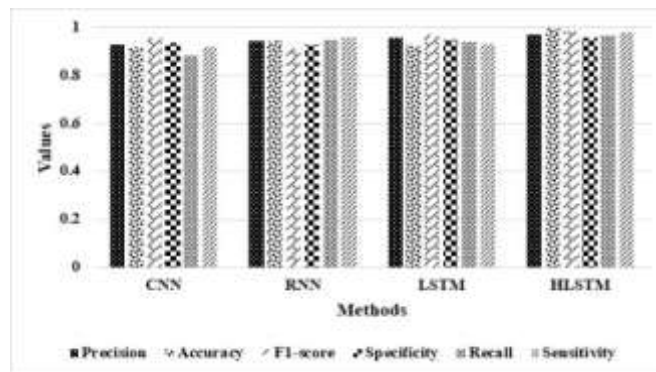 1
0.8
0.6
0.4
0.2
0
Values
CNN RNN LSTM HLSTM
Methods
Precision Accuracy F1-score Specificity Recall Sensitivity